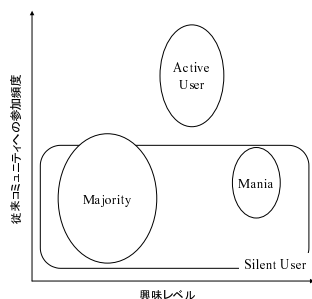 従来コミュニティへの参加頻度
Active
User
Majority
Mania
Silent User
興味レベル